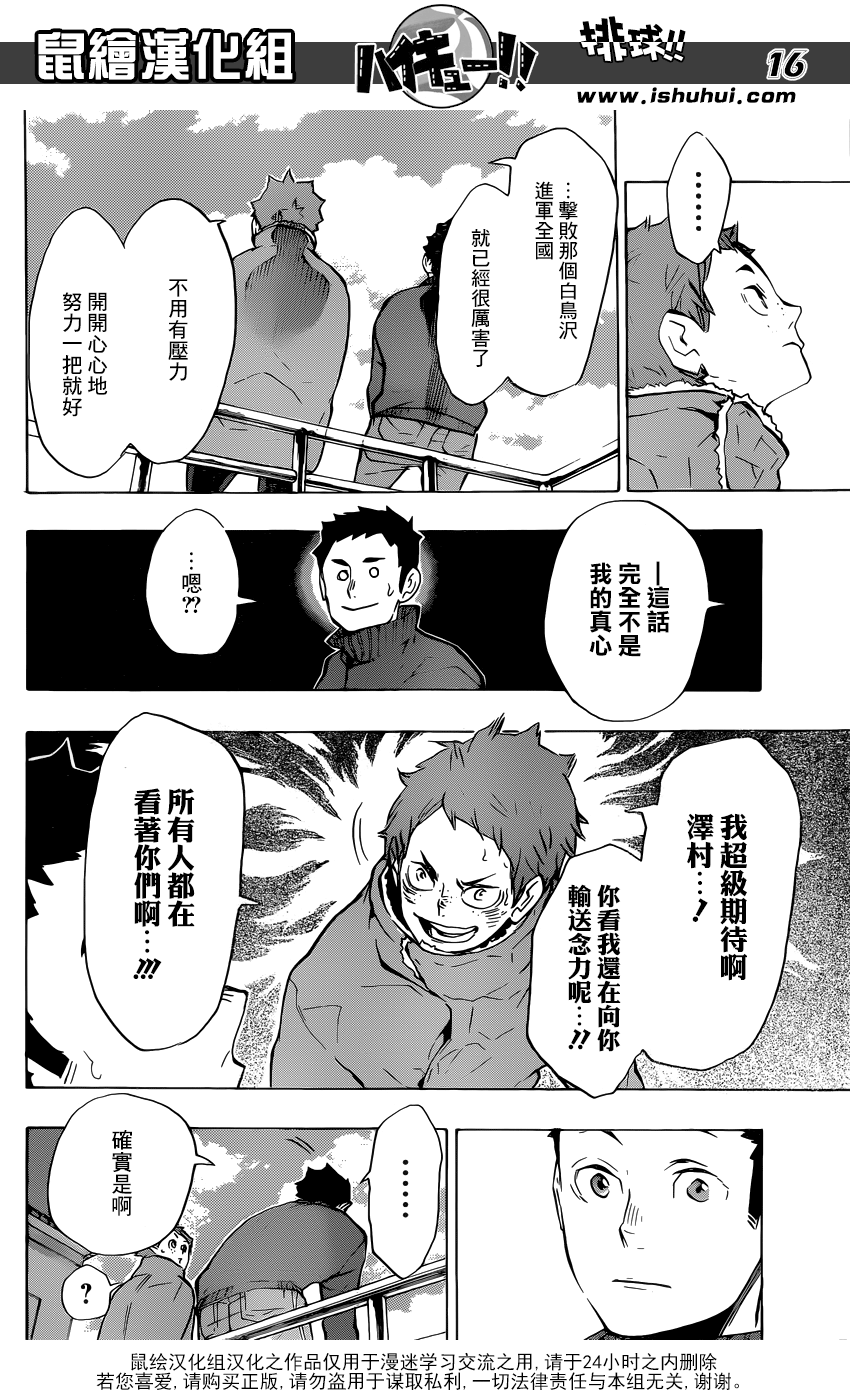 鼠繪漢化組
ハイキュー!!
排球!!
16
www.ishuhui.com
……
…擊敗那個白鳥沢
進軍全國
就已經很厲害了
不用有壓力
開開心心地
努力一把就好
—這話
完全不是
我的真心
…嗯??
我超級期待啊
澤村…!
你看我還在向你
輸送念力呢…!!
所有人都在
看著你們啊…!!!
……
確實是啊
?
鼠绘汉化组汉化之作品仅用于漫迷学习交流之用, 请于24小时之内删除
若您喜爱, 请购买正版, 请勿盗用于谋取私利, 一切法律责任与本组无关, 谢谢。